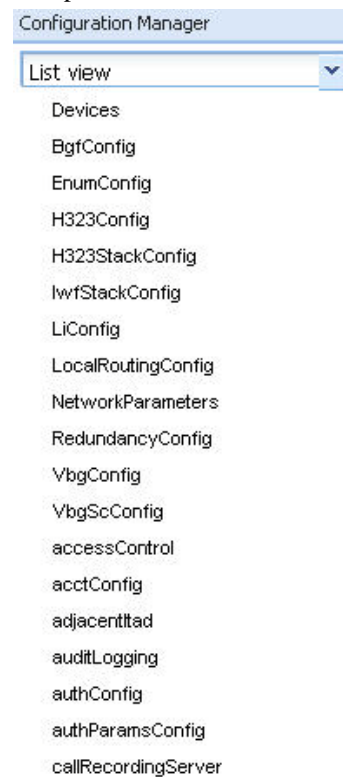 Configuration Manager
List view
Devices
BgfConfig
EnumConfig
H323Config
H323StackConfig
IwfStackConfig
LiConfig
LocalRoutingConfig
NetworkParameters
RedundancyConfig
VbgConfig
VbgScConfig
accessControl
acctConfig
adjacentItad
auditLogging
authConfig
authParamsConfig
callRecordingServer